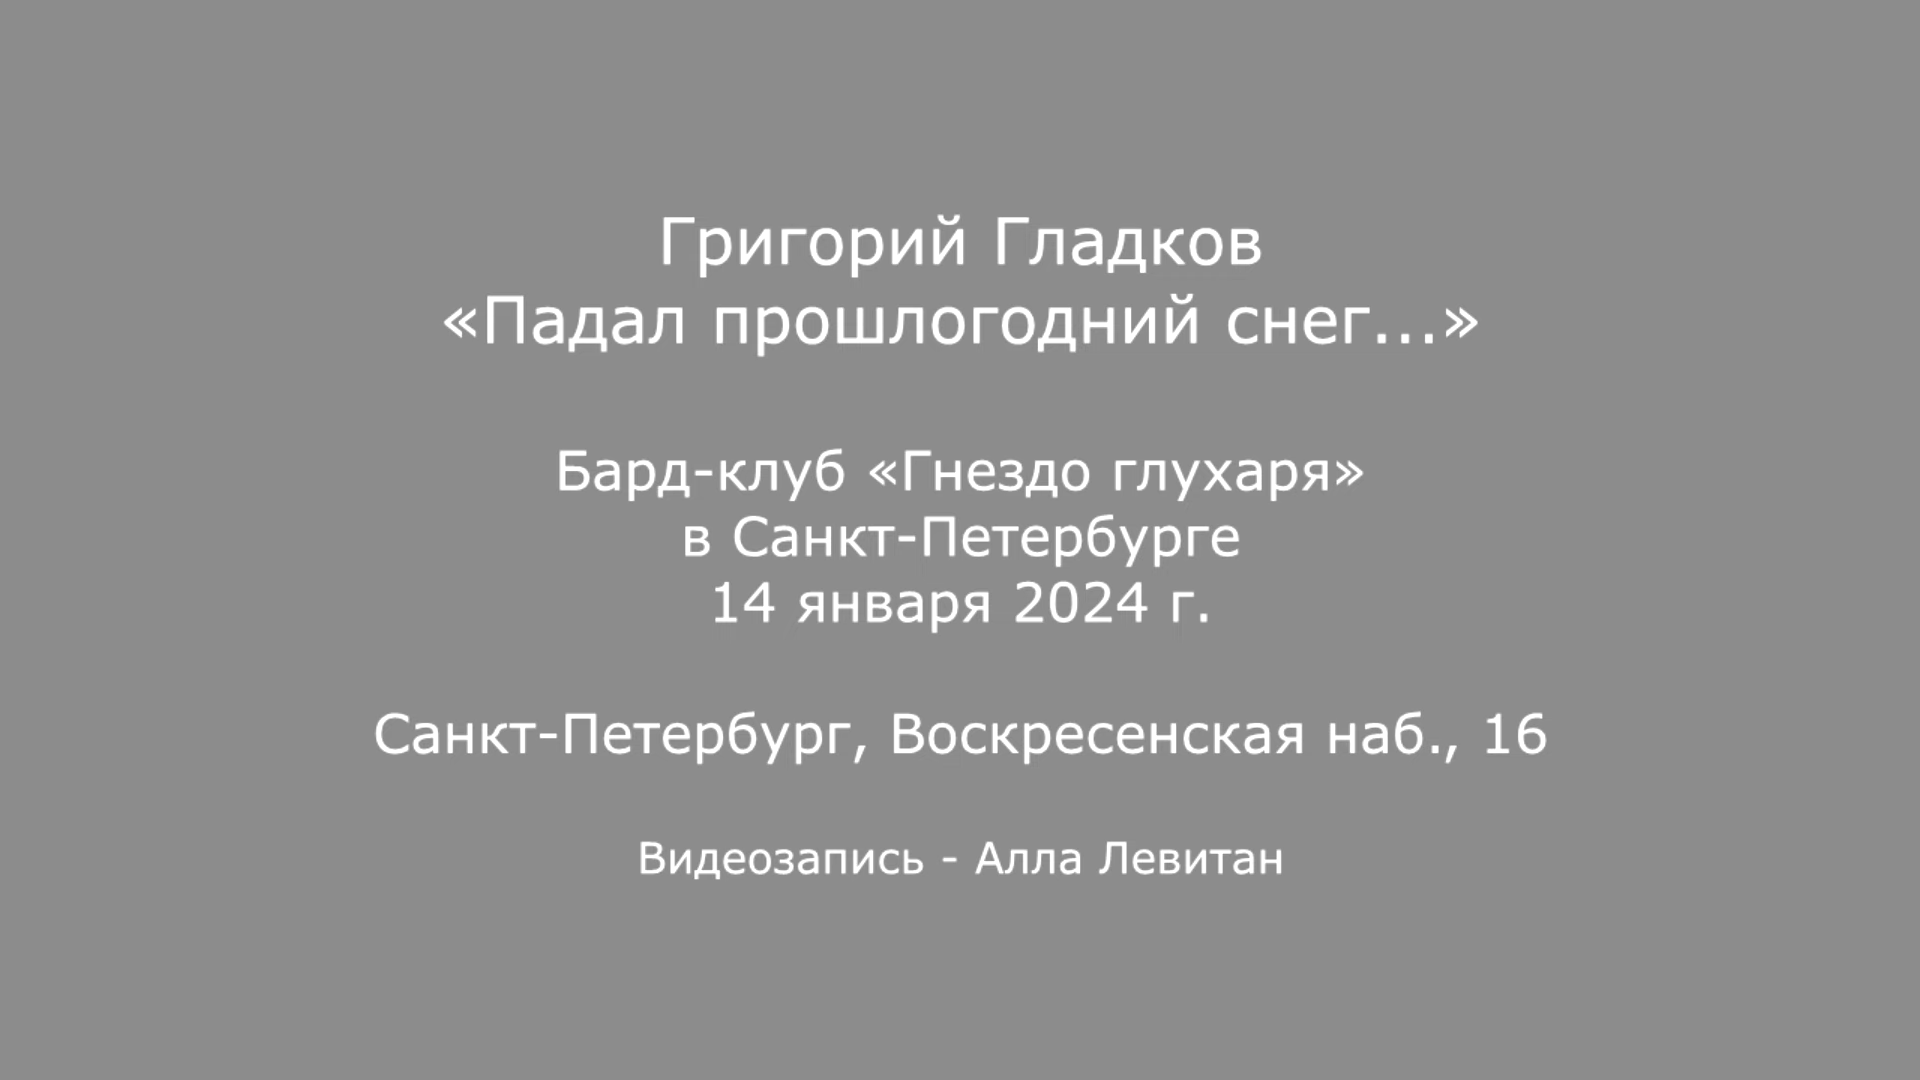 Григорий Гладков
«Падал прошлогодний снег...»
Бард-клуб «Гнездо глухаря»
в Санкт-Петербурге
14 января 2024 г.
Санкт-Петербург, Воскресенская наб., 16
Видеозапись - Алла Левитан